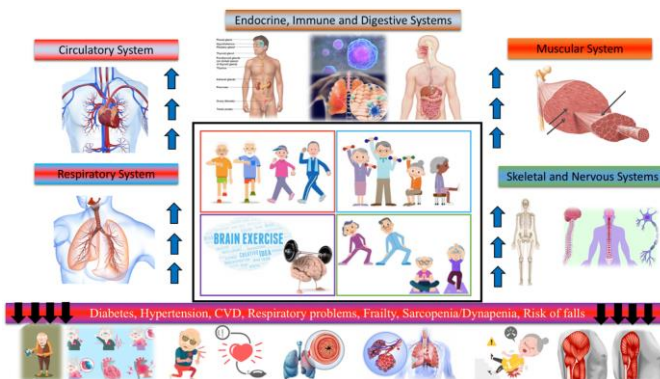 Endocrine, Immune and Digestive Systems
Circulatory System
Muscular System
Respiratory System
Skeletal and Nervous Systems
BRAIN EXERCISE
IDEA
Diabetes, Hypertension, CVD, Respiratory problems, Frailty, Sarcopenia/Dynapenia, Risk of falls